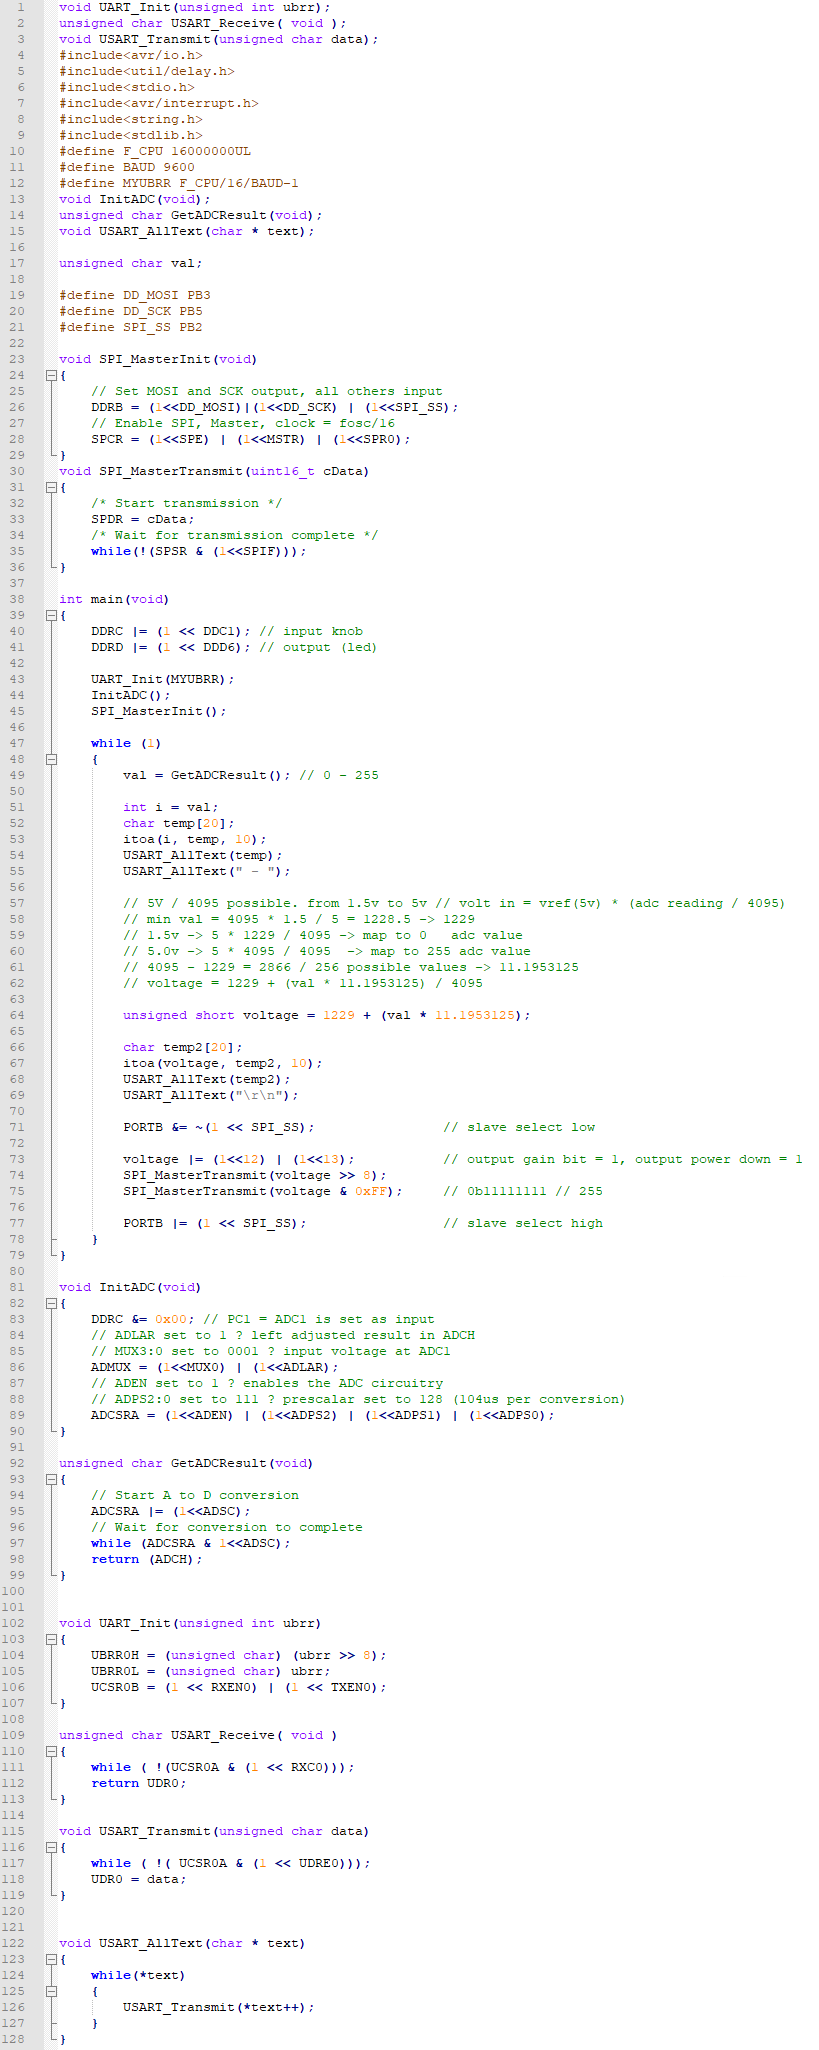 1 void UART_Init(unsigned int ubrr);
2 unsigned char USART_Receive( void );
3 void USART_Transmit(unsigned char data);
4 #include<avr/io.h>
5 #include<util/delay.h>
6 #include<stdio.h>
7 #include<avr/interrupt.h>
8 #include<string.h>
9 #include<stdlib.h>
10 #define F_CPU 16000000UL
11 #define BAUD 9600
12 #define MYUBRR F_CPU/16/BAUD-1
13 void InitADC(void);
14 unsigned char GetADCResult(void);
15 void USART_AllText(char * text);
16
17 unsigned char val;
18
19 #define DD_MOSI PB3
20 #define DD_SCK PB5
21 #define SPI_SS PB2
22
23 void SPI_MasterInit(void)
24 {
25 // Set MOSI and SCK output, all others input
26 DDRB = (1<<DD_MOSI)|(1<<DD_SCK) | (1<<SPI_SS);
27 // Enable SPI, Master, clock = fosc/16
28 SPCR = (1<<SPE) | (1<<MSTR) | (1<<SPR0);
29 }
30 void SPI_MasterTransmit(uint16_t cData)
31 {
32 /* Start transmission */
33 SPDR = cData;
34 /* Wait for transmission complete */
35 while(!(SPSR & (1<<SPIF)));
36 }
37
38 int main(void)
39 {
40 DDRC |= (1 << DDC1); // input knob
41 DDRD |= (1 << DDD6); // output (led)
42
43 UART_Init(MYUBRR);
44 InitADC();
45 SPI_MasterInit();
46
47 while (1)
48 {
49 val = GetADCResult(); // 0 - 255
50
51 int i = val;
52 char temp[20];
53 itoa(i, temp, 10);
54 USART_AllText(temp);
55 USART_AllText(" - ");
56
57 // 5V / 4095 possible. from 1.5v to 5v // volt in = vref(5v) * (adc reading / 4095)
58 // min val = 4095 * 1.5 / 5 = 1228.5 -> 1229
59 // 1.5v -> 5 * 1229 / 4095 -> map to 0   adc value
60 // 5.0v -> 5 * 4095 / 4095  -> map to 255 adc value
61 // 4095 - 1229 = 2866 / 256 possible values -> 11.1953125
62 // voltage = 1229 + (val * 11.1953125) / 4095
63
64 unsigned short voltage = 1229 + (val * 11.1953125);
65
66 char temp2[20];
67 itoa(voltage, temp2, 10);
68 USART_AllText(temp2);
69 USART_AllText("\r\n");
70
71 PORTB &= ~(1 << SPI_SS); // slave select low
72
73 voltage |= (1<<12) | (1<<13); // output gain bit = 1, output power down = 1
74 SPI_MasterTransmit(voltage >> 8);
75 SPI_MasterTransmit(voltage & 0xFF); // 0b11111111 // 255
76
77 PORTB |= (1 << SPI_SS); // slave select high
78 }
79 }
80
81 void InitADC(void)
82 {
83 DDRC &= 0x00; // PC1 = ADC1 is set as input
84 // ADLAR set to 1 ? left adjusted result in ADCH
85 // MUX3:0 set to 0001 ? input voltage at ADC1
86 ADMUX = (1<<MUX0) | (1<<ADLAR);
87 // ADEN set to 1 ? enables the ADC circuitry
88 // ADPS2:0 set to 111 ? prescalar set to 128 (104us per conversion)
89 ADCSRA = (1<<ADEN) | (1<<ADPS2) | (1<<ADPS1) | (1<<ADPS0);
90 }
91
92 unsigned char GetADCResult(void)
93 {
94 // Start A to D conversion
95 ADCSRA |= (1<<ADSC);
96 // Wait for conversion to complete
97 while (ADCSRA & 1<<ADSC);
98 return (ADCH);
99 }
100
101
102 void UART_Init(unsigned int ubrr)
103 {
104 UBRR0H = (unsigned char) (ubrr >> 8);
105 UBRR0L = (unsigned char) ubrr;
106 UCSR0B = (1 << RXEN0) | (1 << TXEN0);
107 }
108
109 unsigned char USART_Receive( void )
110 {
111 while ( !(UCSR0A & (1 << RXC0)));
112 return UDR0;
113 }
114
115 void USART_Transmit(unsigned char data)
116 {
117 while ( !( UCSR0A & (1 << UDRE0)));
118 UDR0 = data;
119 }
120
121
122 void USART_AllText(char * text)
123 {
124 while(*text)
125 {
126 USART_Transmit(*text++);
127 }
128 }